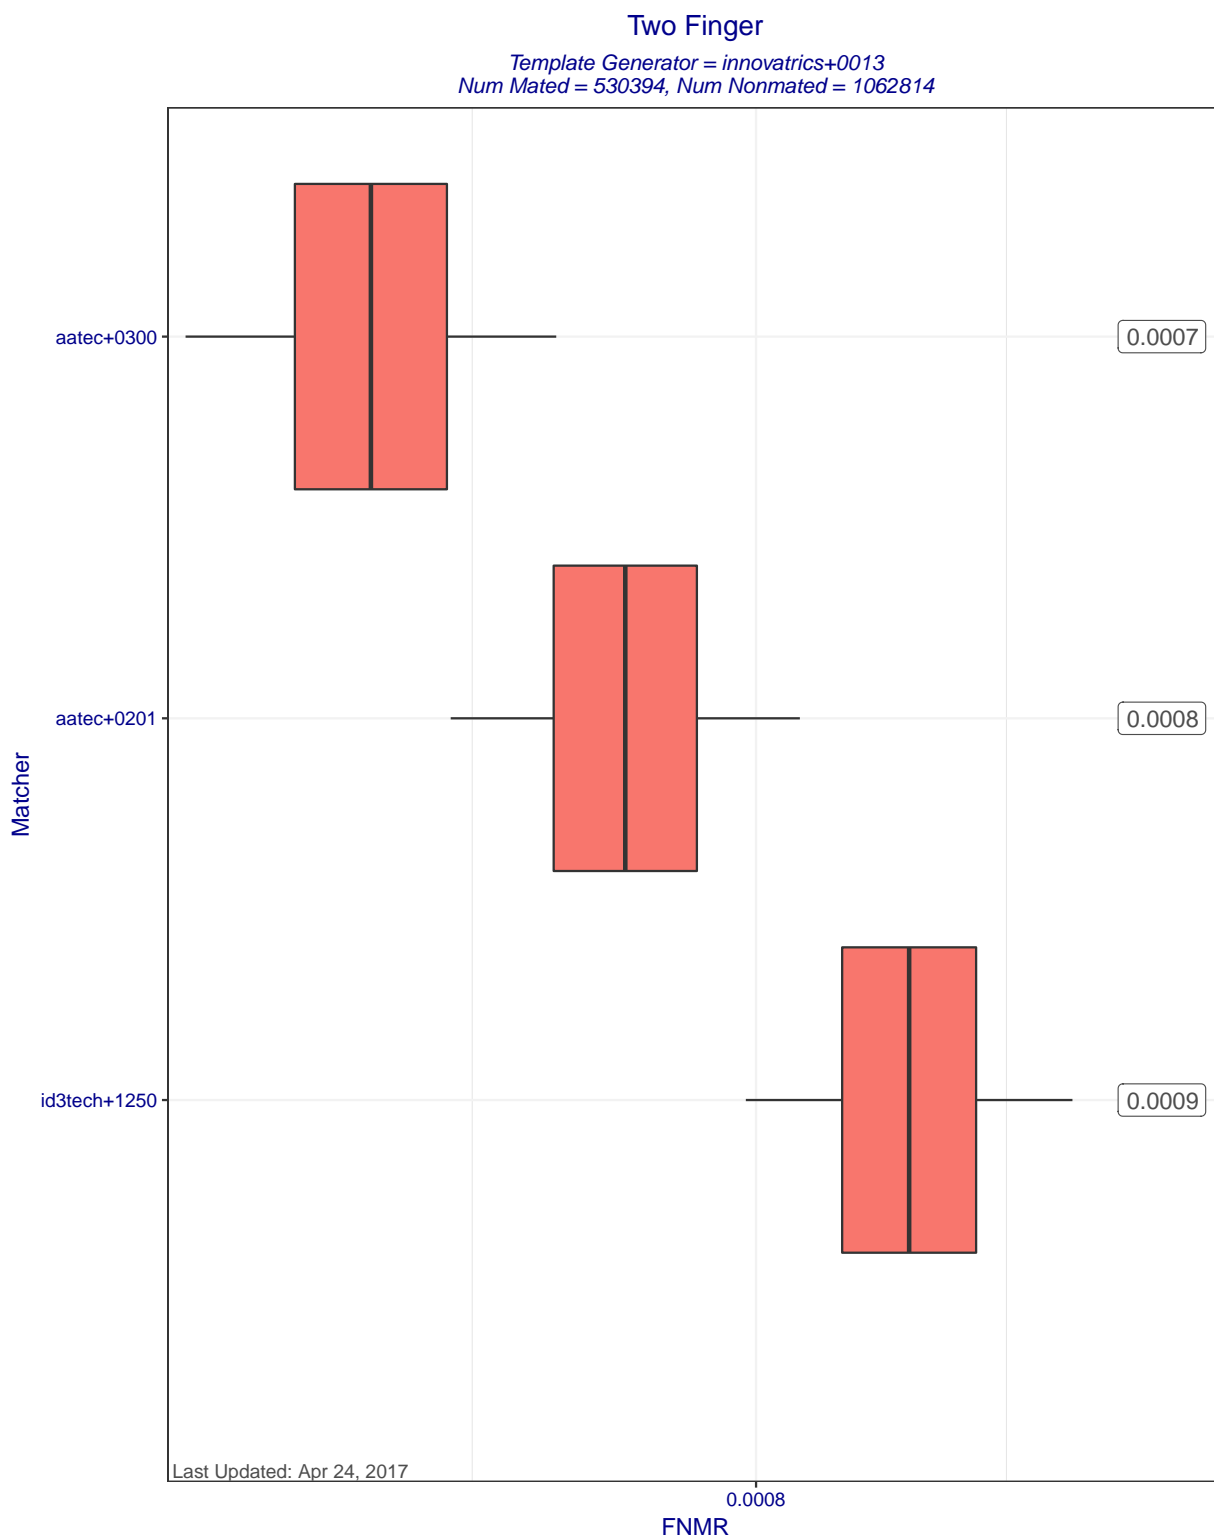 Two Finger
Template Generator = innovatrics+0013
Num Mated = 530394, Num Nonmated = 1062814
aatec+0300
0.0007
aatec+0201
0.0008
Matcher
id3tech+1250
0.0009
Last Updated: Apr 24, 2017
0.0008
FNMR